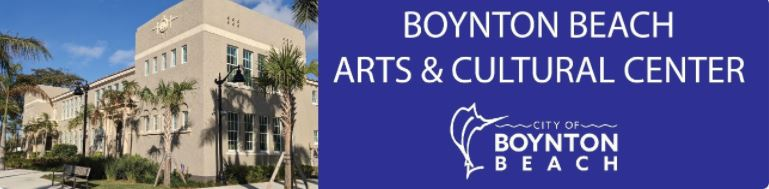 BOYNTON BEACH
ARTS & CULTURAL CENTER
CITY OF
BOYNTON
BEACH